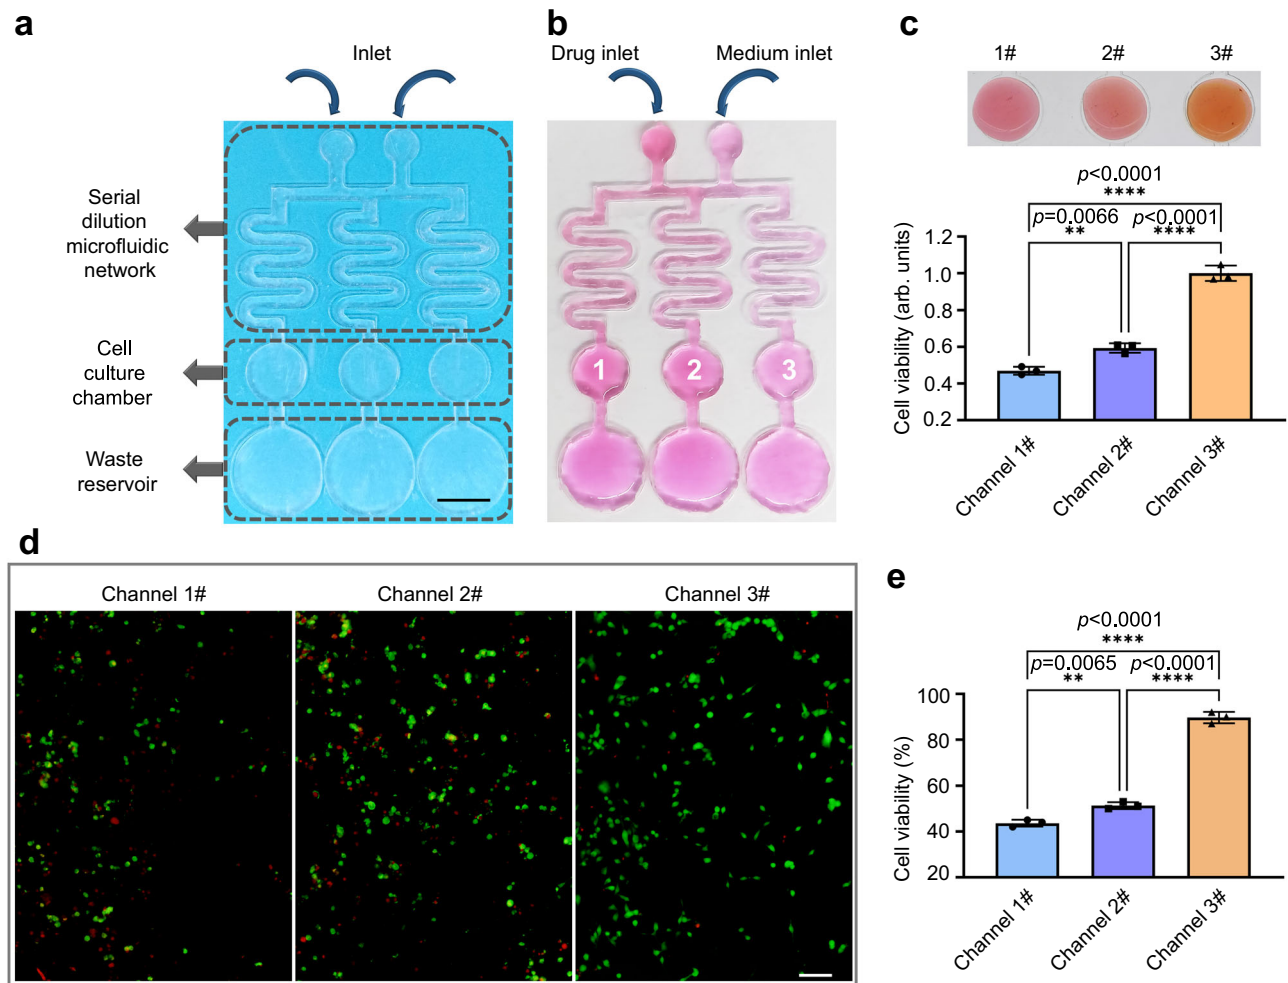 a
Inlet
Serial
dilution
microfluidic
network
Cell
culture
chamber
Waste
reservoir
b
Drug inlet
Medium inlet
1
2
3
c
1#
2#
3#
p<0.0001
****
p=0.0066
**
p<0.0001
****
Cell viability (arb. units)
1.2
1.0
0.8
0.6
0.4
0.2
Channel 1#
Channel 2#
Channel 3#
d
Channel 1#
Channel 2#
Channel 3#
e
p<0.0001
****
p=0.0065
**
p<0.0001
****
Cell viability (%)
100
80
60
40
20
Channel 1#
Channel 2#
Channel 3#